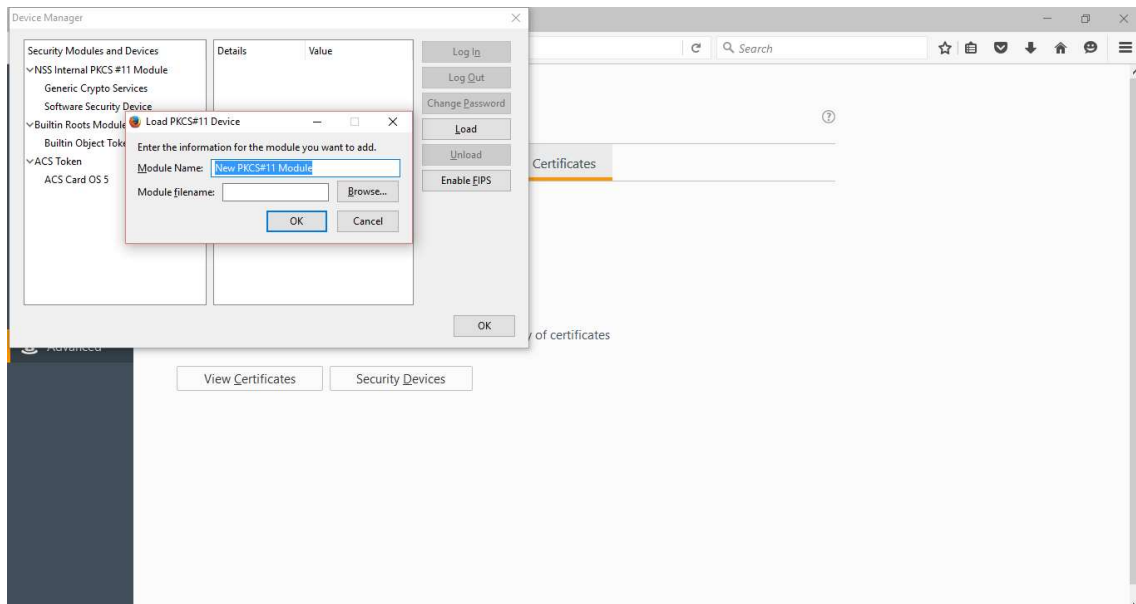 Device Manager
Security Modules and Devices
Details
Value
NSS Internal PKCS #11 Module
Generic Crypto Services
Software Security Device
Builtin Roots Module
Builtin Object
ACS Token
ACS Card OS 5
Log In
Log Out
Change Password
Load
Unload
Enable FIPS
OK
Load PKCS#11 Device
Enter the information for the module you want to add.
Module Name: New PKCS#11 Module
Module filename:
Browse...
OK
Cancel
Search
Certificates
of certificates
Advanced
View Certificates
Security Devices